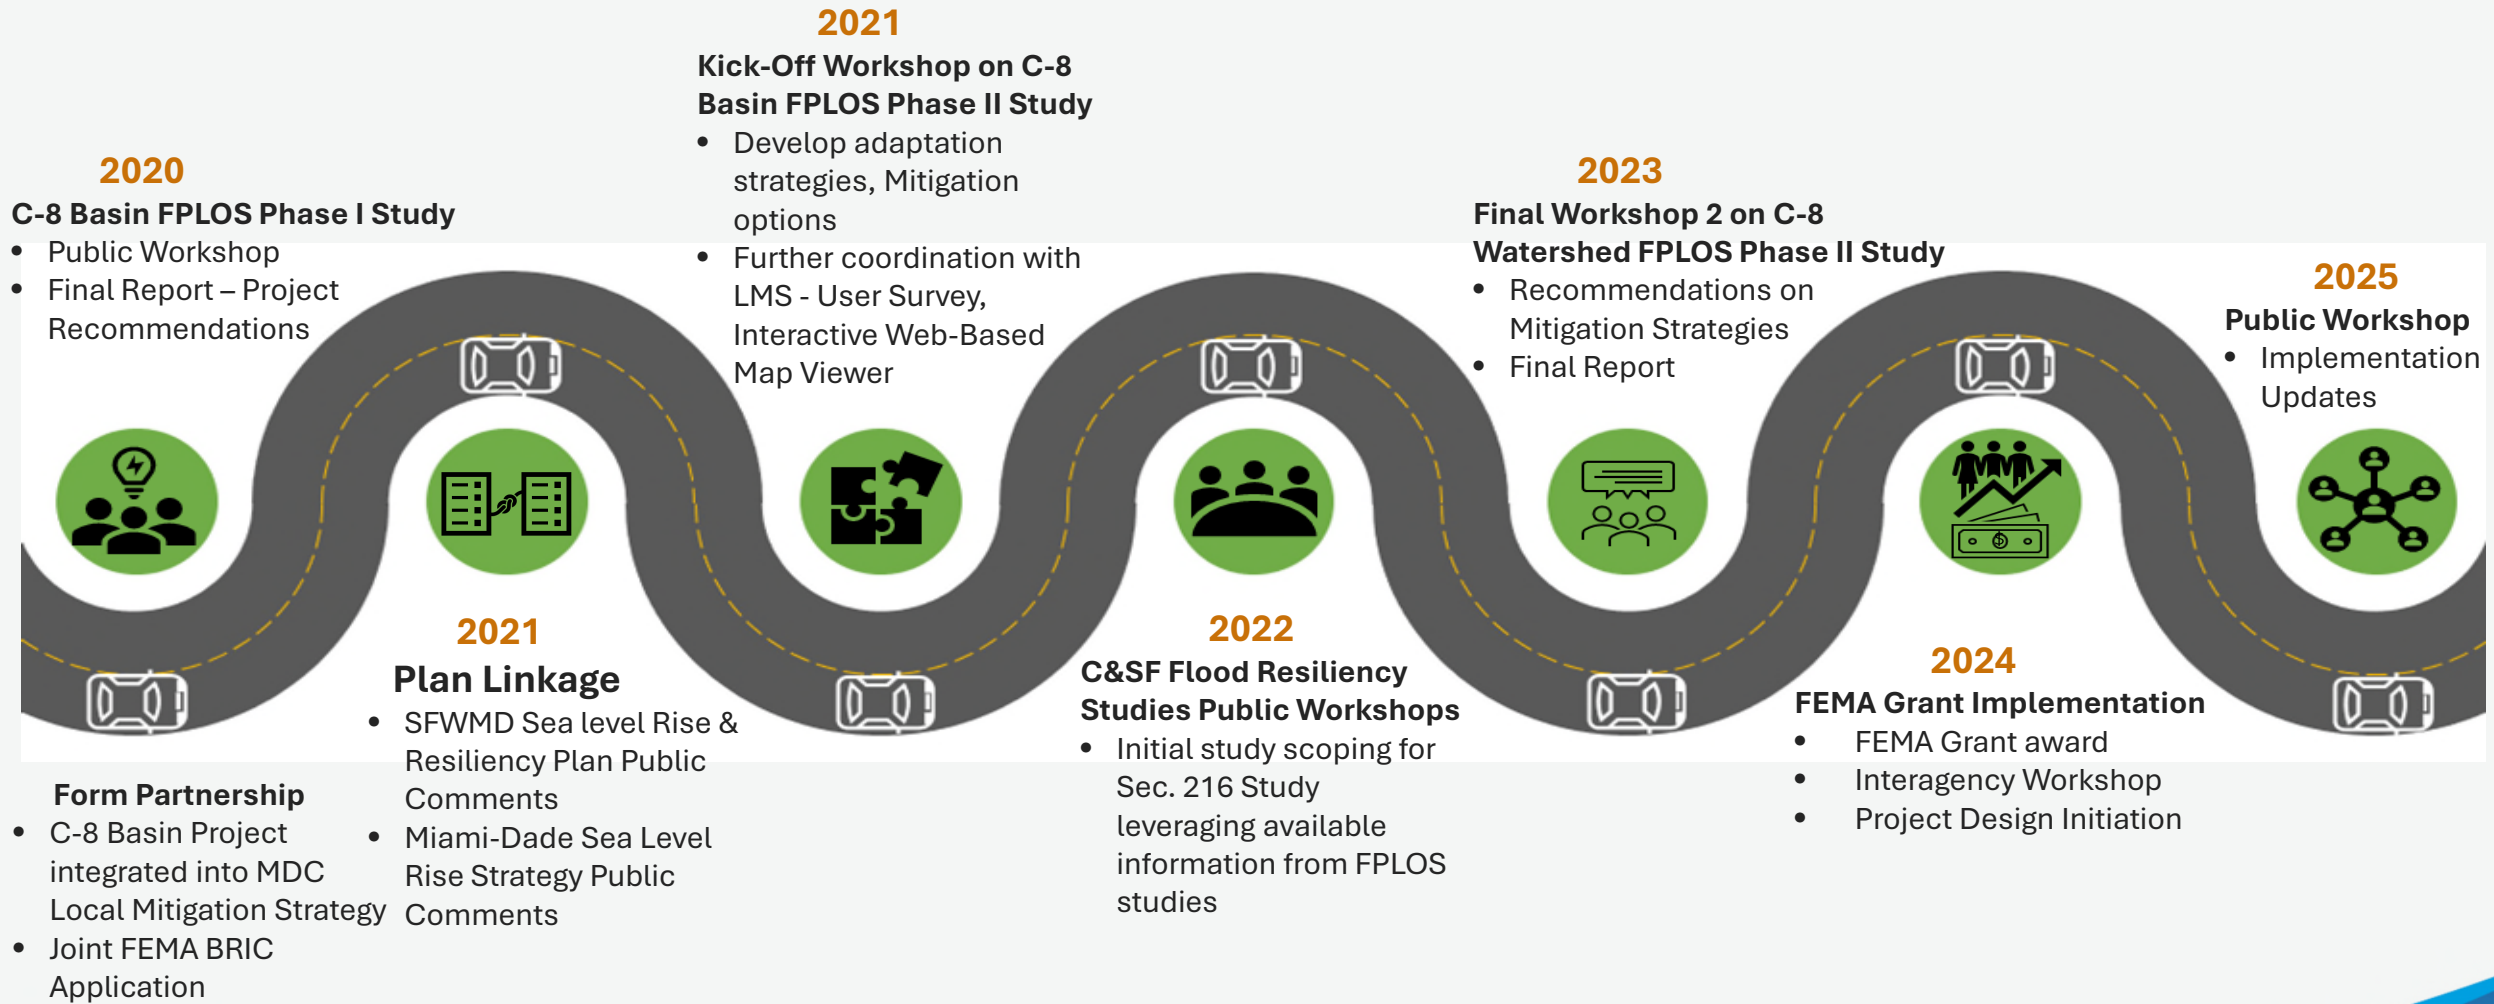 2020
C-8 Basin FPLOS Phase I Study
• Public Workshop
• Final Report – Project
Recommendations
Form Partnership
• C-8 Basin Project
integrated into MDC
Local Mitigation Strategy
• Joint FEMA BRIC
Application
2021
Plan Linkage
• SFWMD Sea level Rise &
Resiliency Plan Public
Comments
• Miami-Dade Sea Level
Rise Strategy Public
Comments
2021
Kick-Off Workshop on C-8
Basin FPLOS Phase II Study
• Develop adaptation
strategies, Mitigation
options
• Further coordination with
LMS - User Survey,
Interactive Web-Based
Map Viewer
2022
C&SF Flood Resiliency
Studies Public Workshops
• Initial study scoping for
Sec. 216 Study
leveraging available
information from FPLOS
studies
2023
Final Workshop 2 on C-8
Watershed FPLOS Phase II Study
• Recommendations on
Mitigation Strategies
• Final Report
2024
FEMA Grant Implementation
• FEMA Grant award
• Interagency Workshop
• Project Design Initiation
2025
Public Workshop
• Implementation
Updates